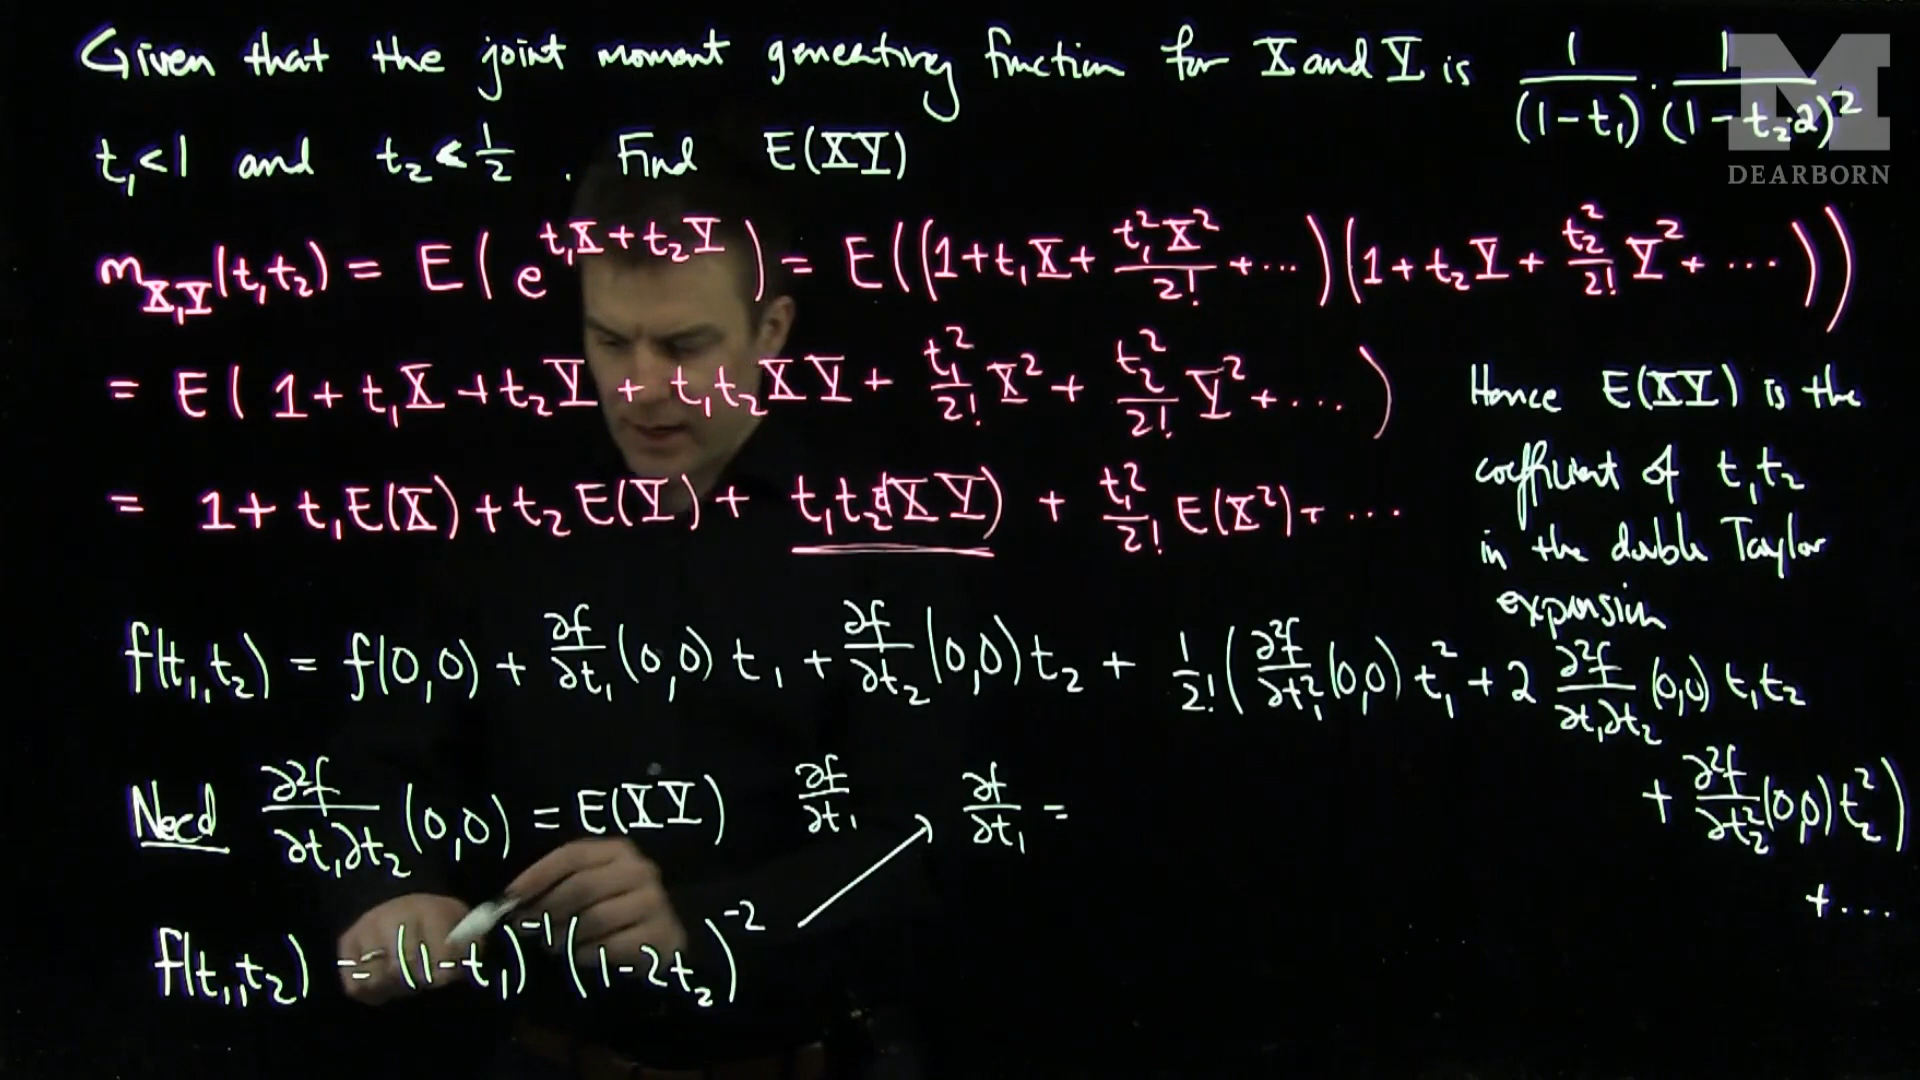 Given that the joint moment generating function for X and Y is 1/(1-t₁) · 1/(1-t₂·2)²
t₁<1 and t₂<1/2 . Find E(XY)
M
DEARBORN
m_X,Y(t₁t₂) = E(e^(t₁X+t₂Y)) = E((1+t₁X+t₁²X²/2!+...)(1+t₂Y+t₂²/2! Y²+...))
= E(1+t₁X+t₂Y+t₁t₂XY+t₁²/2! X²+t₂²/2! Y²+...)
= 1+t₁E(X)+t₂E(Y)+t₁t₂E(XY)+t₁²/2! E(X²)+...
Hence E(XY) is the
coefficient of t₁t₂
in the double Taylor
expansion
f(t₁,t₂) = f(0,0) + ∂f/∂t₁(0,0)t₁ + ∂f/∂t₂(0,0)t₂ + 1/2!(∂²f/∂t₁²(0,0)t₁²+2 ∂²f/∂t₁∂t₂(0,0)t₁t₂
+ ∂²f/∂t₂²(0,0)t₂²)
+...
Need ∂²f/∂t₁∂t₂(0,0) = E(XY) ∂f/∂t₁ ∂f/∂t₁ =
f(t₁,t₂) = (1-t₁)⁻¹(1-2t₂)⁻²